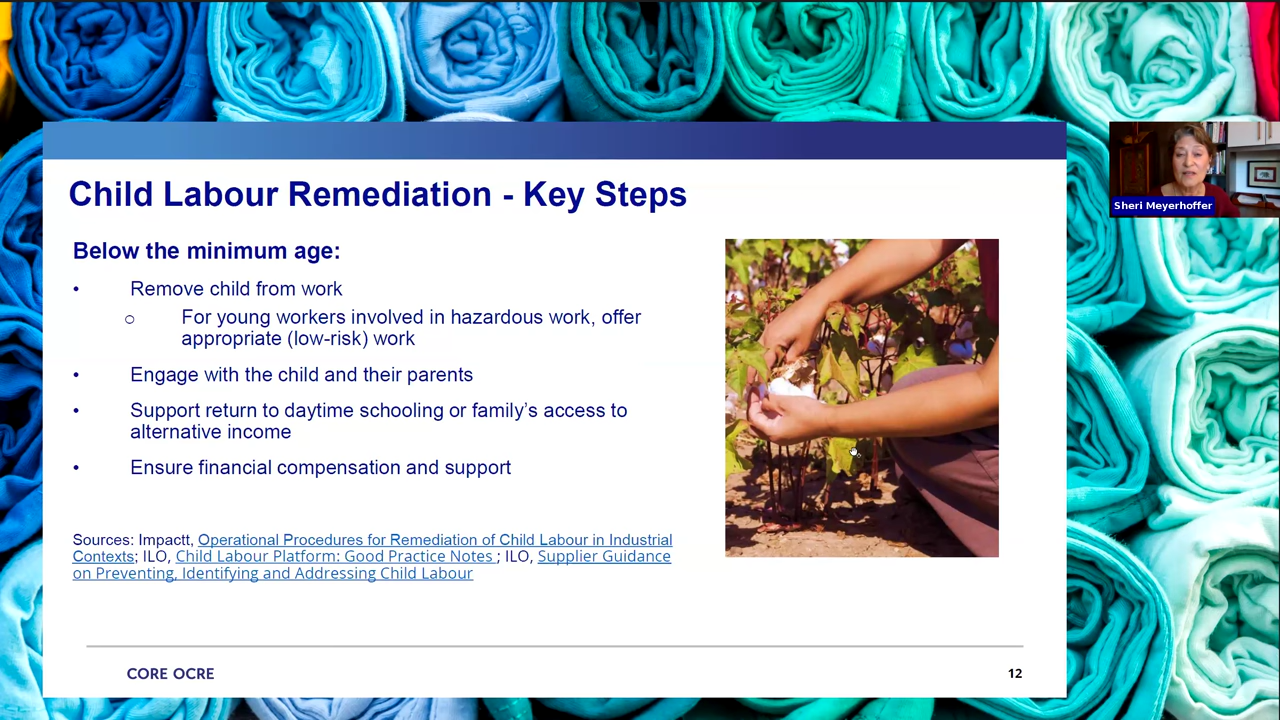 Child Labour Remediation - Key Steps
Below the minimum age:
• Remove child from work
o For young workers involved in hazardous work, offer
appropriate (low-risk) work
• Engage with the child and their parents
• Support return to daytime schooling or family's access to
alternative income
• Ensure financial compensation and support
Sources: Impactt, Operational Procedures for Remediation of Child Labour in Industrial
Contexts; ILO, Child Labour Platform: Good Practice Notes ; ILO, Supplier Guidance
on Preventing, Identifying and Addressing Child Labour
CORE OCRE
12
Sheri Meyerhoffer